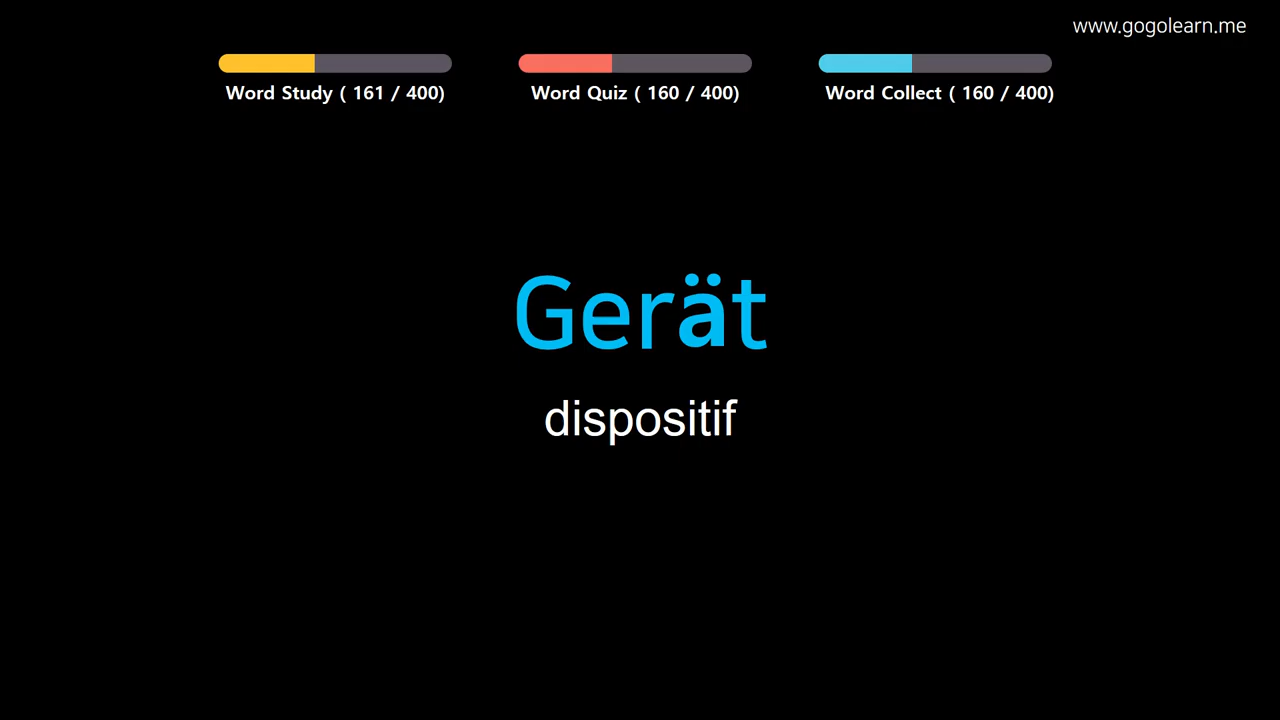 www.gogolearn.me
Word Study ( 161 / 400)
Word Quiz ( 160 / 400)
Word Collect ( 160 / 400)
Gerät
dispositif